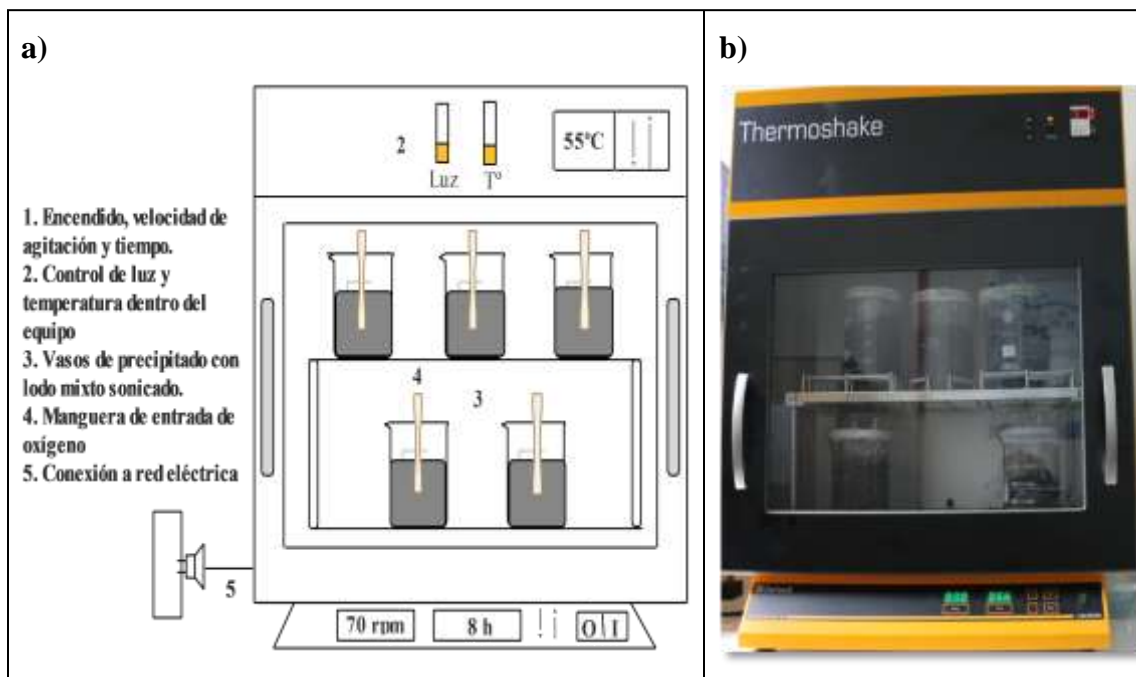 a)
b)
2
Luz
Tº
55ºC
Thermoshake
1. Encendido, velocidad de
agitación y tiempo.
2. Control de luz y
temperatura dentro del
equipo
3. Vasos de precipitado con
lodo mixto sonicado.
4. Manguera de entrada de
oxígeno
5. Conexión a red eléctrica
4
3
5
70 rpm
8 h
O I